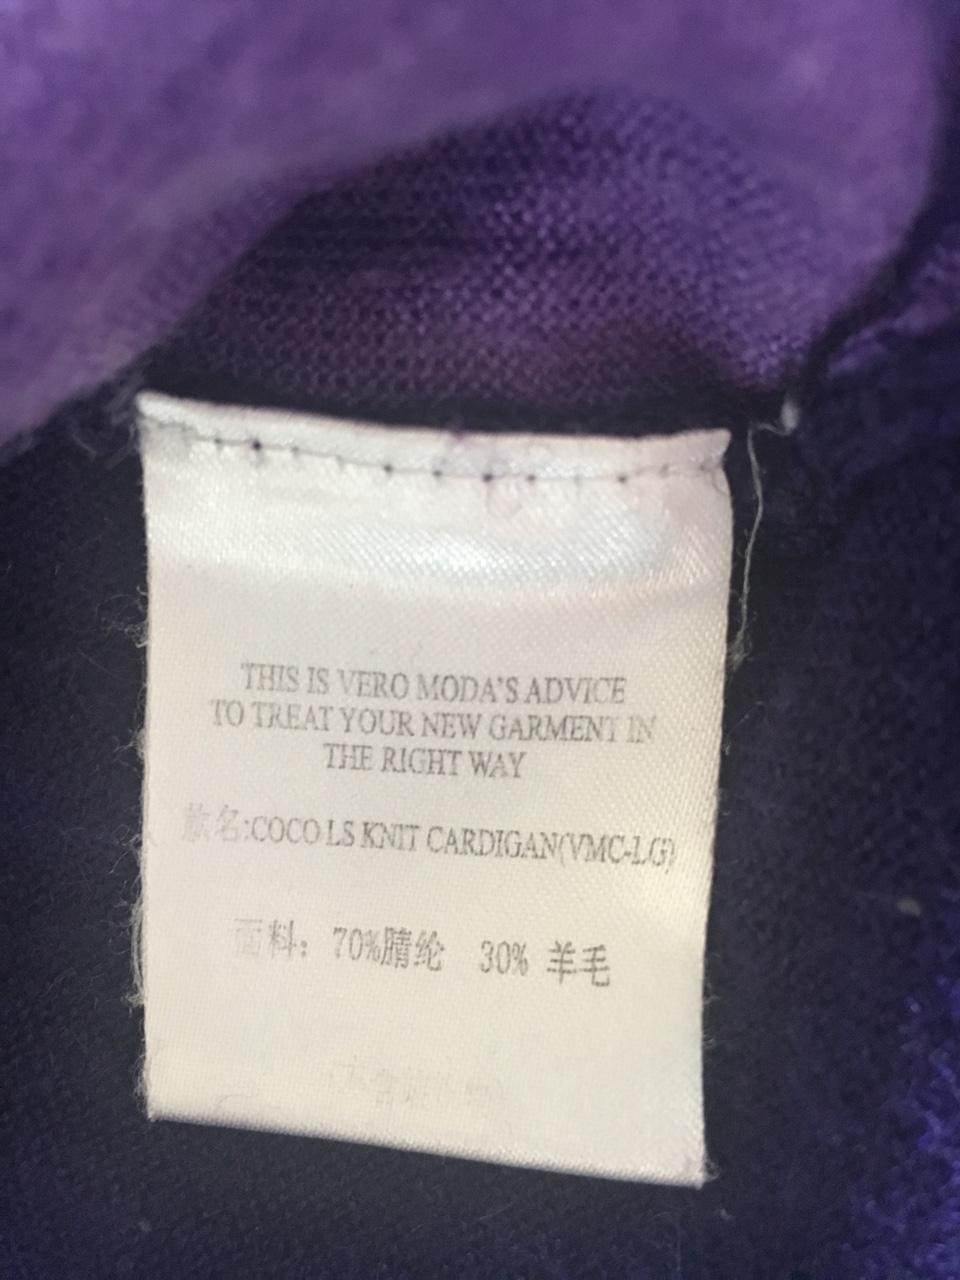 THIS IS VERO MODA'S ADVICE
TO TREAT YOUR NEW GARMENT IN
THE RIGHT WAY
款名:COCO LS KNIT CARDIGAN(VMC-LG)
面料: 70%腈纶 30% 羊毛